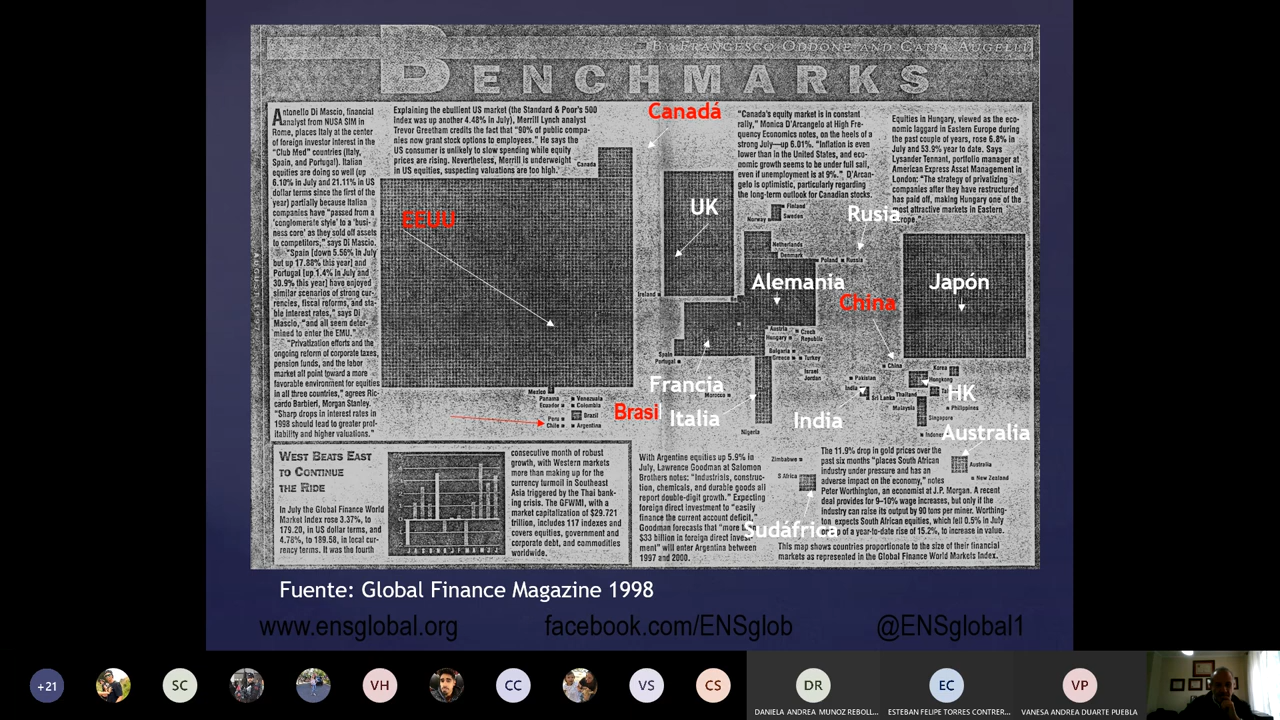 BY FRANCESCO ODDONE AND CATIA AUGELLI
BENCHMARKS
Antonello Di Mascio, financial
analyst from NUSA SIM in
Rome, places Italy at the center
of foreign investor interest in the
"Club Med" countries (Italy,
Spain, and Portugal). Italian
equities are doing so well (up
6.10% in July and 21.11% in US
dollar terms since the first of the
year) partially because Italian
companies have "passed from a
'conglomerate style' to a 'busi-
ness core' as they sold off assets
to competitors," says Di Mascio.
"Spain (down 5.56% in July
but up 17.88% this year) and
Portugal (up 1.4% in July and
30.9% this year) have enjoyed
similar scenarios of strong cur-
rencies, fiscal reforms, and sta-
ble interest rates," says Di
Mascio, "and all seem deter-
mined to enter the EMU."
"Privatization efforts and the
ongoing reform of corporate taxes,
pension funds, and the labor
market all point toward a more
favorable environment for equities
in all three countries," agrees Ric-
cardo Barbieri, Morgan Stanley.
"Sharp drops in interest rates in
1998 should lead to greater prof-
itability and higher valuations."
Explaining the ebullient US market (the Standard & Poor's 500
Index was up another 4.48% in July), Merrill Lynch analyst
Trevor Greetham credits the fact that "90% of public compa-
nies now grant stock options to employees." He says the
US consumer is unlikely to slow spending while equity
prices are rising. Nevertheless, Merrill is underweight
US equities, suspecting valuations are too high."
Canada
Canadá
"Canada's equity market is in constant
rally," Monica D'Arcangelo at High Fre-
quency Economics notes, on the heels of a
strong July—up 6.01%. "Inflation is even
lower than in the United States, and eco-
nomic growth seems to be under full sail,
even if unemployment is at 9%.", D'Arcan-
gelo is optimistic, particularly regarding
the long-term outlook for Canadian stocks.
Equities in Hungary, viewed as the eco-
nomic laggard in Eastern Europe during
the past couple of years, rose 6.8% in
July and 53.9% year to date. Says
Lysander Tennant, portfolio manager at
American Express Asset Management in
London: "The strategy of privatizing
companies after they have restructured
has paid off, making Hungary one of the
most attractive markets in Eastern
Europe."
EEUU
UK
Rusia
Alemania
China
Japón
Finland
Norway
Sweden
Netherlands
Denmark
Poland
Russia
Ireland
Austria
Czech
Republic
Hungary
Bulgaria
Greece
Turkey
Spain
Portugal
Israel
Jordan
China
Korea
Hongkong
Pakistan
India
Sri Lanka
Thailand
Malaysia
Philippines
Singapore
Francia
Italia
Morocco
Nigeria
India
HK
Australia
Mexico
Panama
Ecuador
Venezuela
Colombia
Peru
Chile
Brazil
Argentina
Brasil
WEST BEATS EAST
TO CONTINUE
THE RIDE
In July the Global Finance World
Market Index rose 3.37%, to
179.20, in US dollar terms, and
4.78%, to 189.58, in local cur-
rency terms. It was the fourth
consecutive month of robust
growth, with Western markets
more than making up for the
currency turmoil in Southeast
Asia triggered by the Thai bank-
ing crisis. The GFWMI, with a
market capitalization of $29.721
trillion, includes 117 indexes and
covers equities, government and
corporate debt, and commodities
worldwide.
With Argentine equities up 5.9% in
July, Lawrence Goodman at Salomon
Brothers notes: "Industrials, construc-
tion, chemicals, and durable goods all
report double-digit growth." Expecting
foreign direct investment to "easily
finance the current account deficit,"
Goodman forecasts that "more
$33 billion in foreign direct invest-
ment" will enter Argentina between
1997 and 2000.
Zimbabwe
S Africa
Sudáfrica
The 11.9% drop in gold prices over the
past six months "places South African
industry under pressure and has an
adverse impact on the economy," notes
Peter Worthington, an economist at J.P. Morgan. A recent
deal provides for 9–10% wage increases, but only if the
industry can raise its output by 90 tons per miner. Worthing-
ton expects South African equities, which fell 0.5% in July
of a year-to-date rise of 15.2%, to increase in value.
Australia
New Zealand
This map shows countries proportionate to the size of their financial
markets as represented in the Global Finance World Markets Index.
Fuente: Global Finance Magazine 1998
www.ensglobal.org
facebook.com/ENSglob
@ENSglobal1
+21
SC
VH
CC
VS
CS
DR
EC
VP
DANIELA ANDREA MUNOZ REBOLL...
ESTEBAN FELIPE TORRES CONTRER...
VANESA ANDREA DUARTE PUEBLA